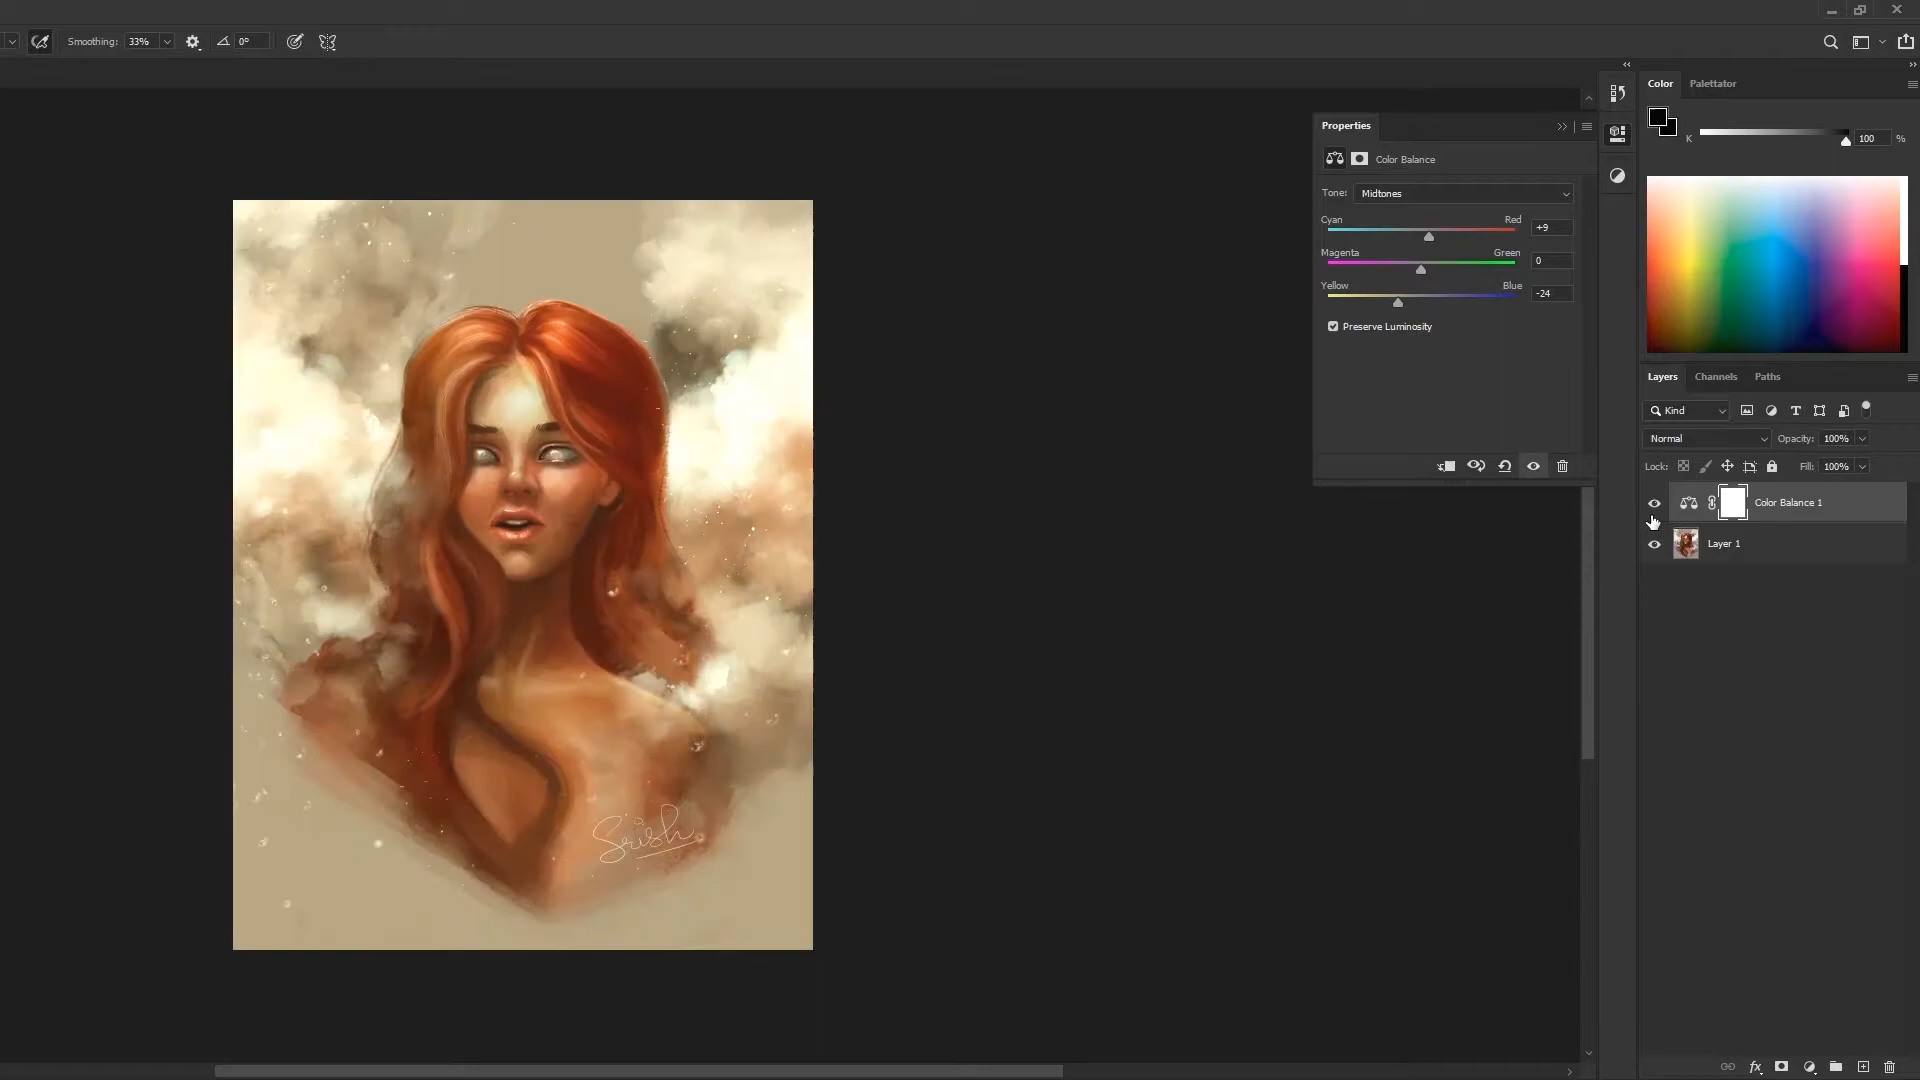 Smoothing: 33% 0°
Color Palettator
K 100 %
Properties
Color Balance
Tone: Midtones
Cyan Red +9
Magenta Green 0
Yellow Blue -24
Preserve Luminosity
Layers Channels Paths
Kind
Normal Opacity: 100%
Lock: Fill: 100%
Color Balance 1
Layer 1
fx